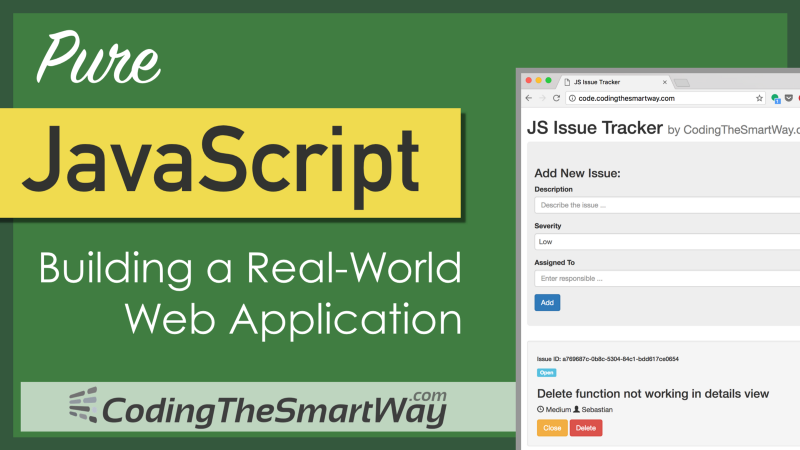 Pure
JavaScript
Building a Real-World
Web Application
CodingTheSmartWay.com
JS Issue Tracker
code.codingthesmartway.com
JS Issue Tracker by CodingTheSmartWay.c
Add New Issue:
Description
Describe the issue ...
Severity
Low
Assigned To
Enter responsible ...
Add
Issue ID: a769687c-0b8c-5304-84c1-bdd617ce0654
Open
Delete function not working in details view
Medium Sebastian
Close Delete